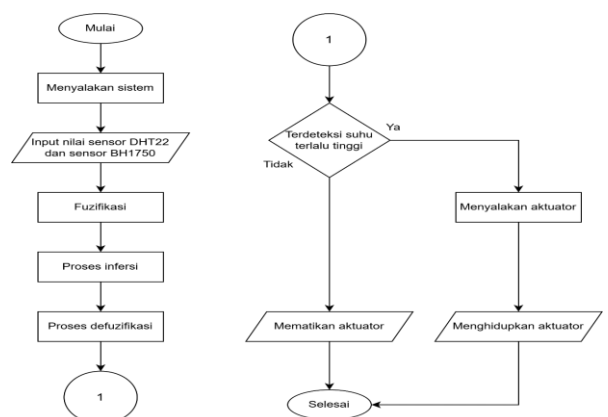 Mulai
Menyalakan sistem
Input nilai sensor DHT22
dan sensor BH1750
Fuzifikasi
Proses infersi
Proses defuzifikasi
1
1
Terdeteksi suhu
terlalu tinggi
Ya
Tidak
Menyalakan aktuator
Mematikan aktuator
Menghidupkan aktuator
Selesai